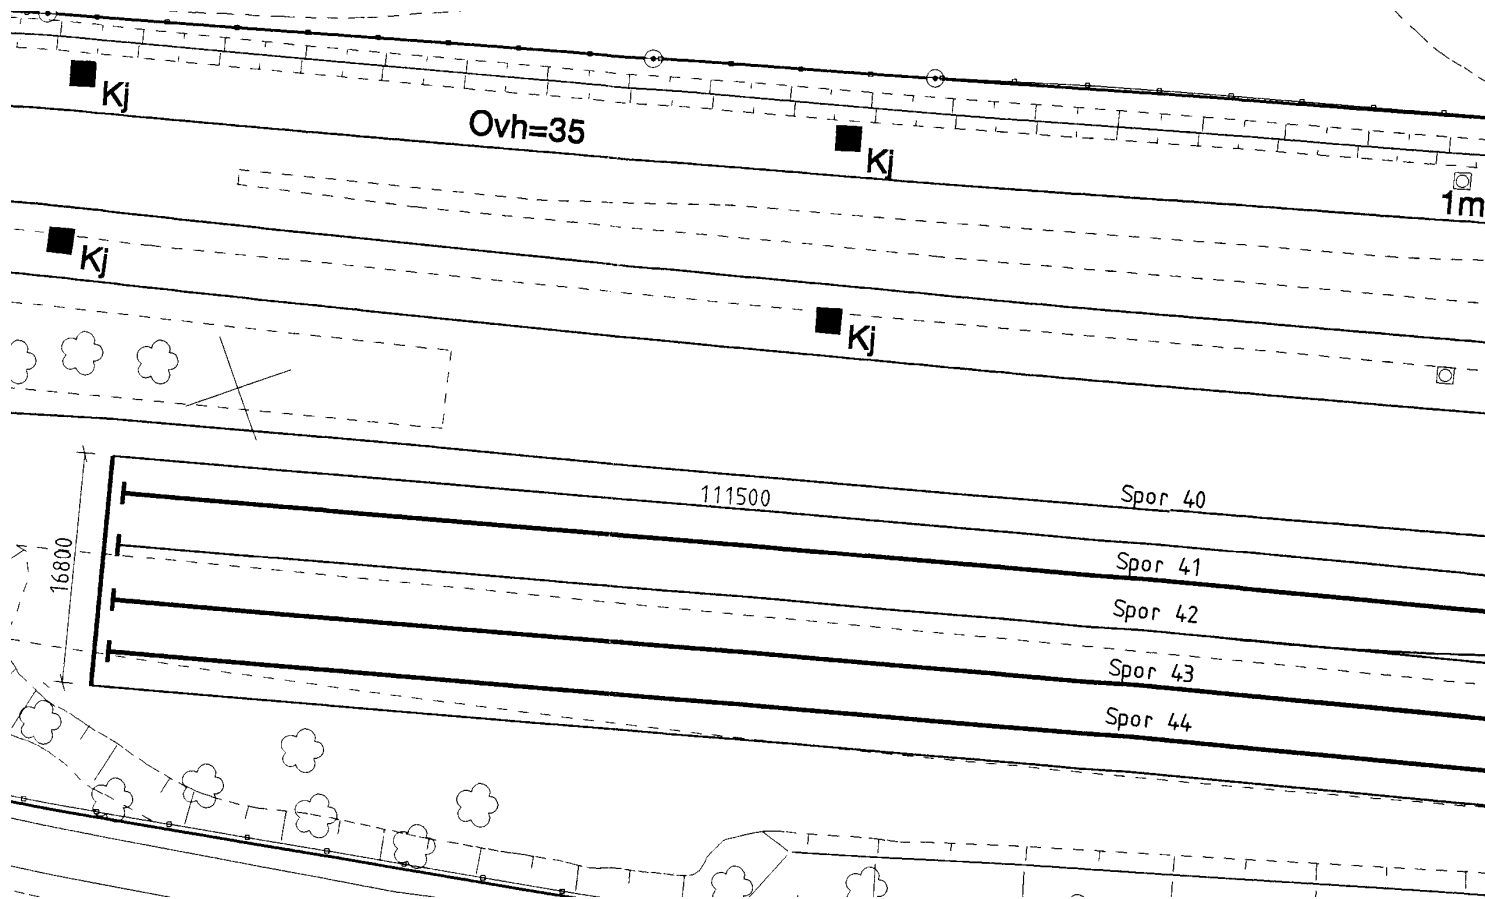 Kj
Ovh=35
Kj
1m
Kj
Kj
111500
Spor 40
16800
Spor 41
Spor 42
Spor 43
Spor 44